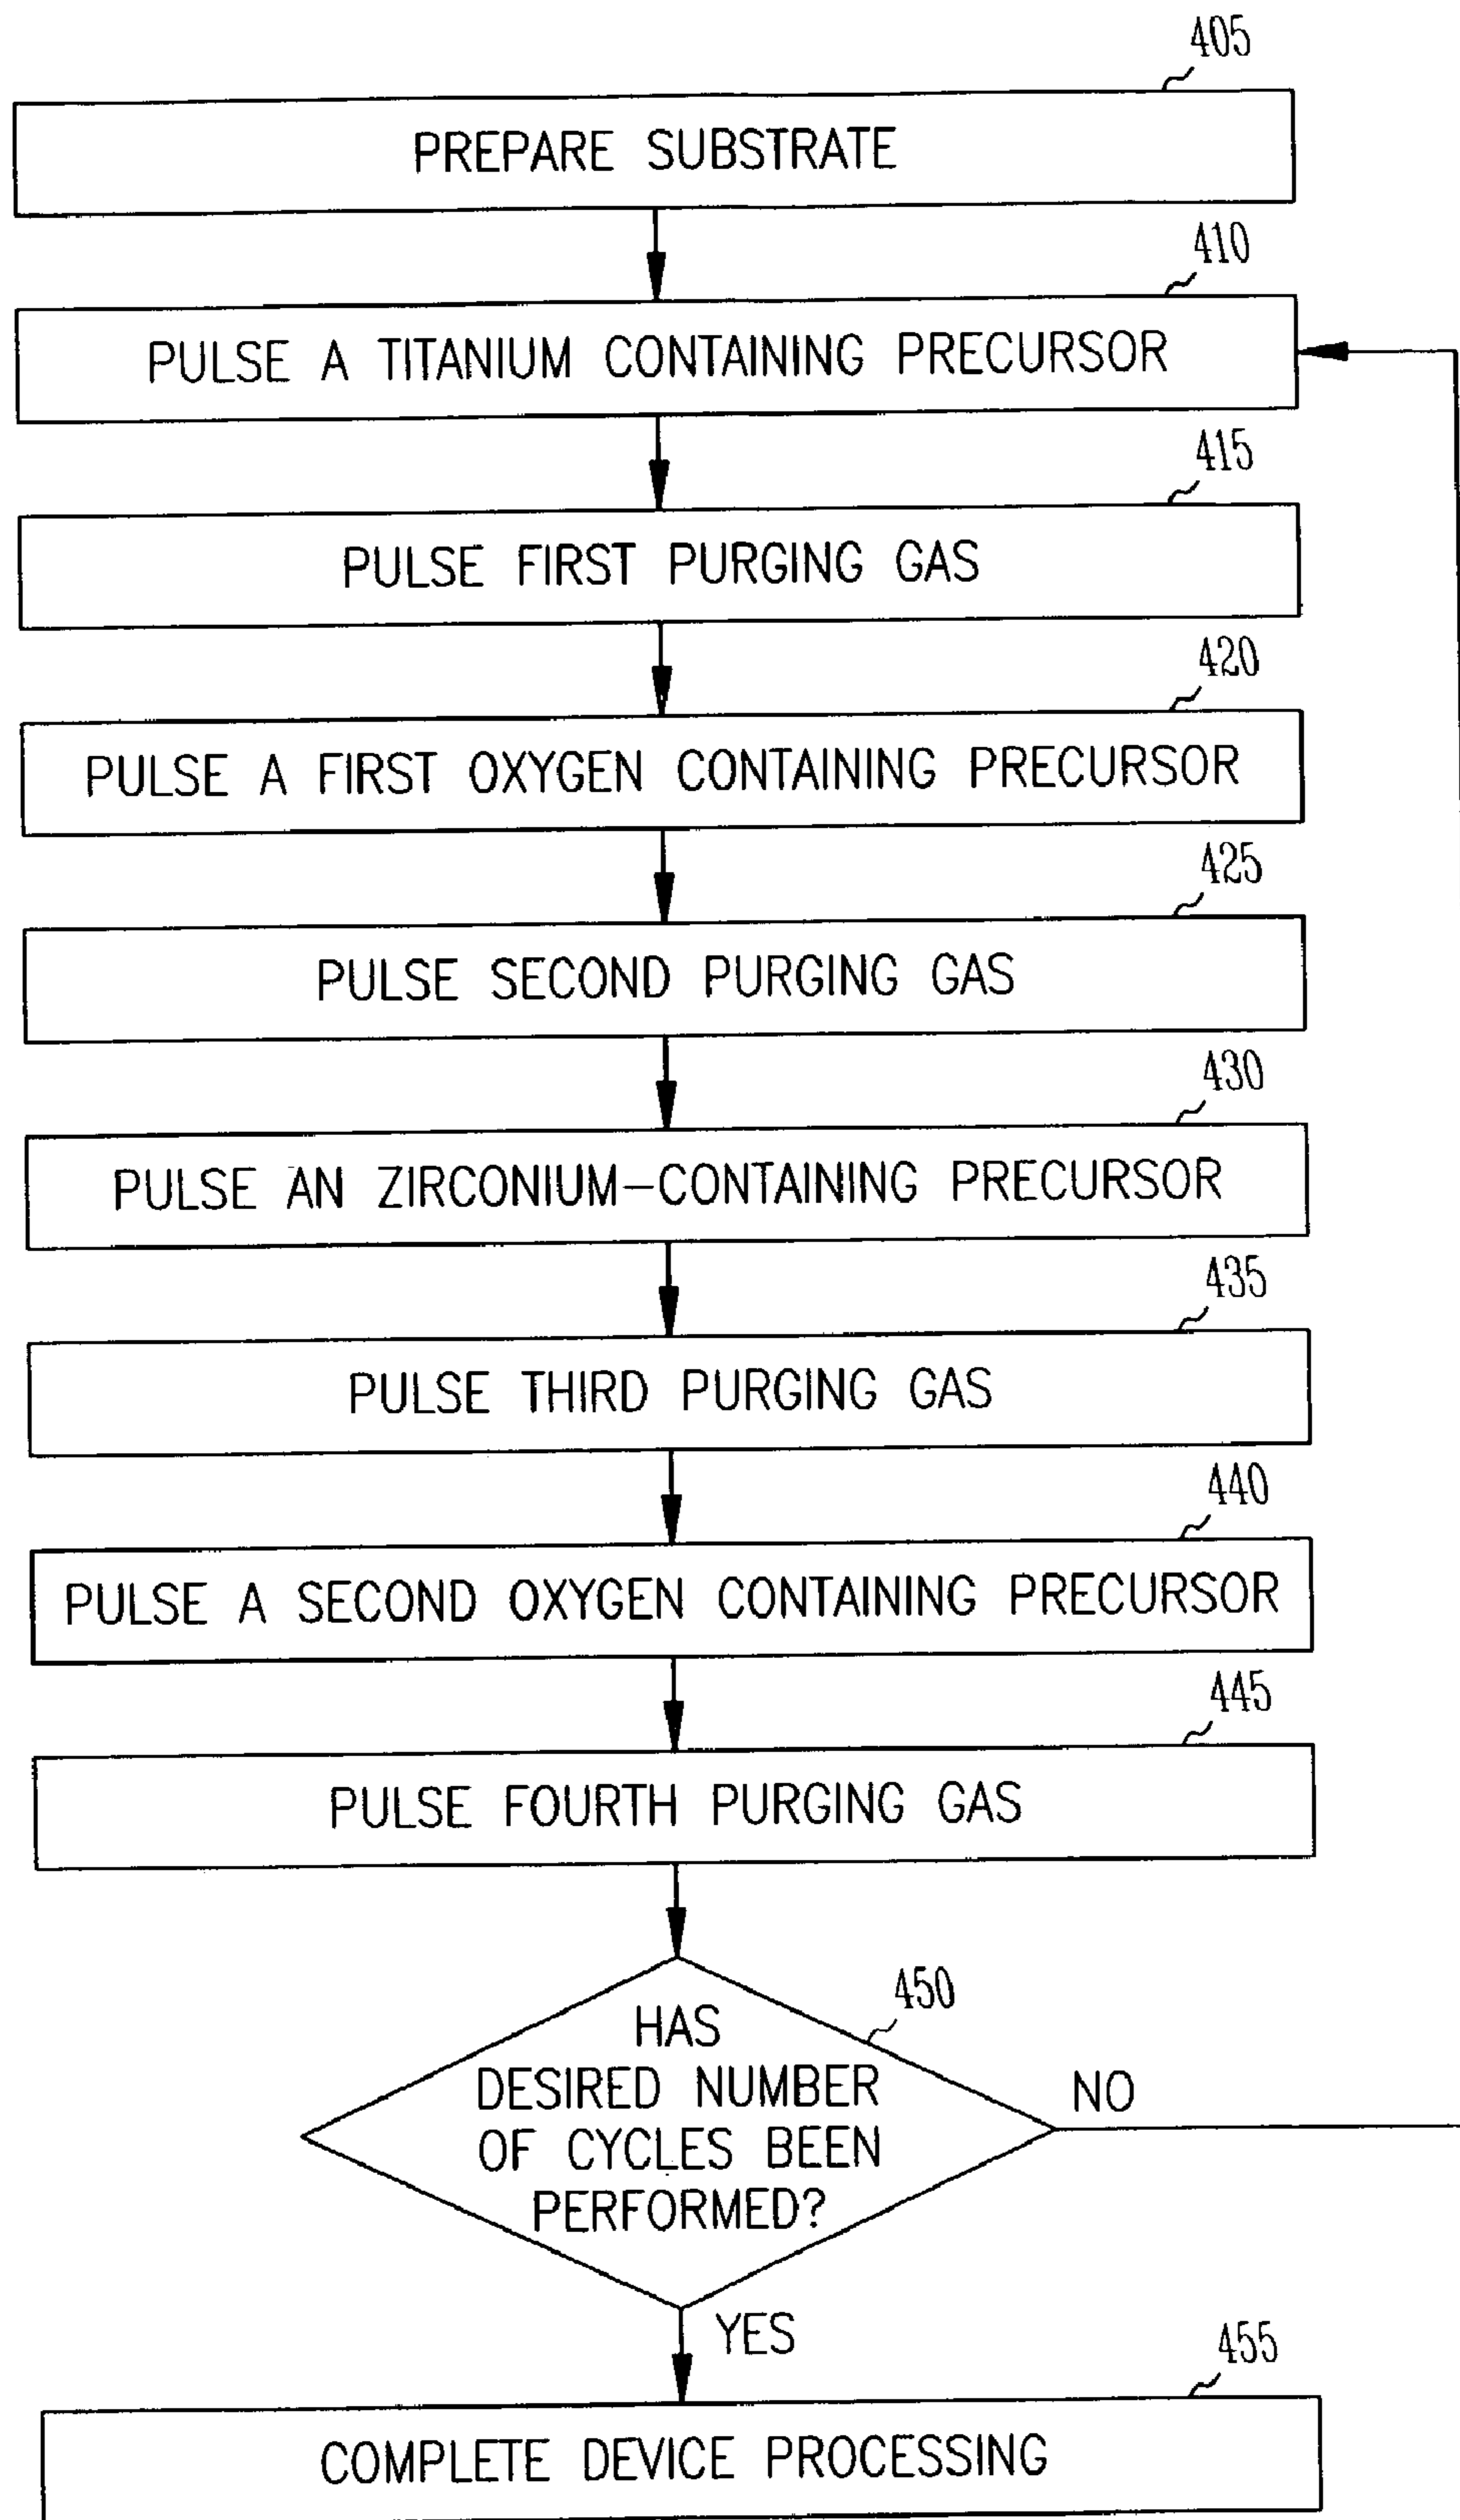 405
PREPARE SUBSTRATE
410
PULSE A TITANIUM CONTAINING PRECURSOR
415
PULSE FIRST PURGING GAS
420
PULSE A FIRST OXYGEN CONTAINING PRECURSOR
425
PULSE SECOND PURGING GAS
430
PULSE AN ZIRCONIUM-CONTAINING PRECURSOR
435
PULSE THIRD PURGING GAS
440
PULSE A SECOND OXYGEN CONTAINING PRECURSOR
445
PULSE FOURTH PURGING GAS
450
HAS
DESIRED NUMBER
OF CYCLES BEEN
PERFORMED?
NO
YES
455
COMPLETE DEVICE PROCESSING